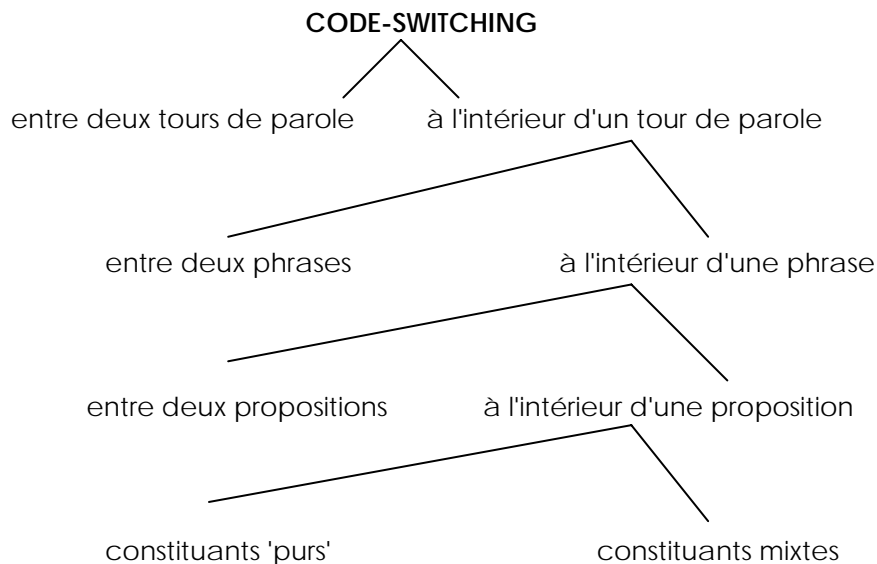 CODE-SWITCHING
entre deux tours de parole à l'intérieur d'un tour de parole
entre deux phrases à l'intérieur d'une phrase
entre deux propositions à l'intérieur d'une proposition
constituants 'purs' constituants mixtes